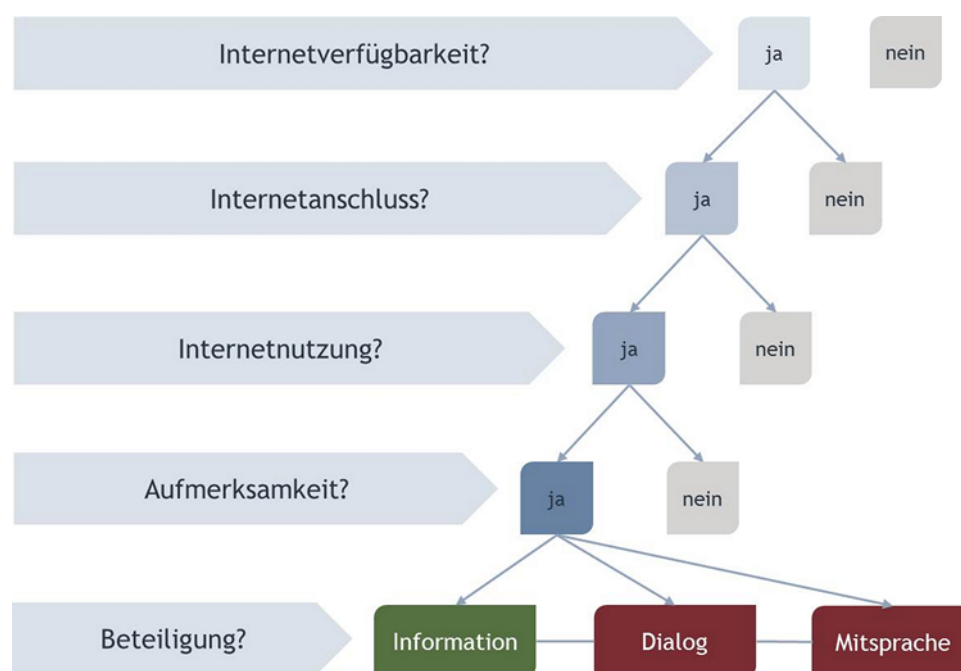 Internetverfügbarkeit? ja nein
Internetanschluss? ja nein
Internetnutzung? ja nein
Aufmerksamkeit? ja nein
Beteiligung? Information Dialog Mitsprache